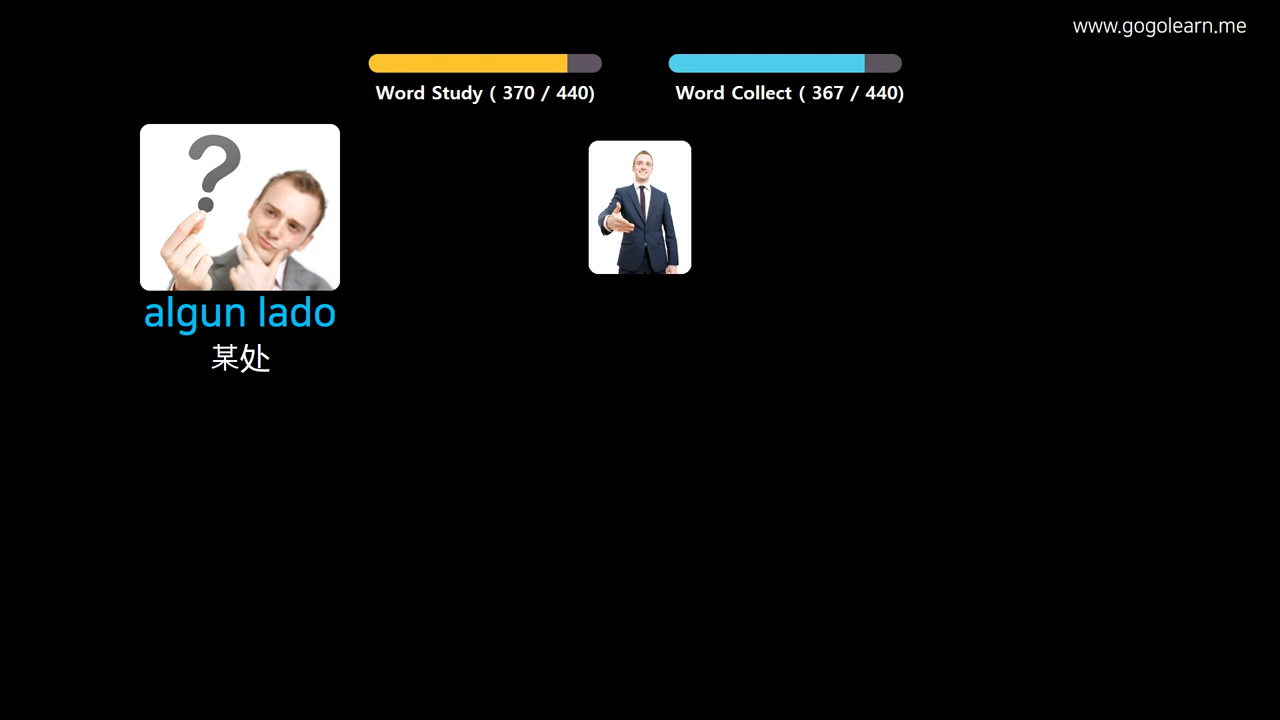 www.gogolearn.me
Word Study ( 370 / 440)
Word Collect ( 367 / 440)
?
algun lado
某处